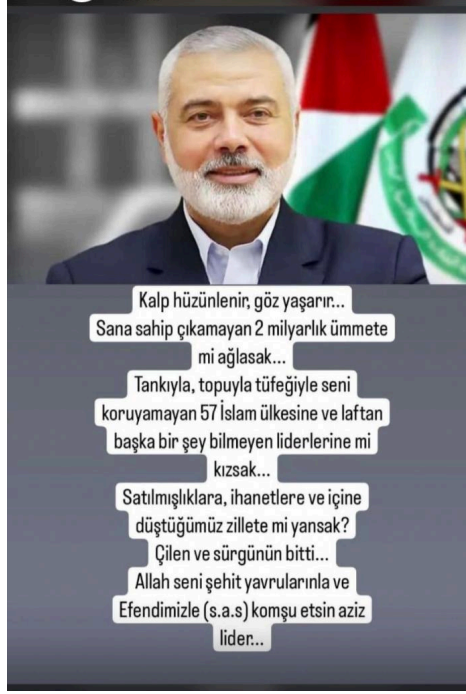 Kalp hüzünlenir, göz yaşarır...
Sana sahip çıkamayan 2 milyarlık ümmete
mi ağlasak...
Tankıyla, topuyla tüfeğiyle seni
koruyamayan 57 İslam ülkesine ve laftan
başka bir şey bilmeyen liderlerine mi
kızsak...
Satılmışlıklara, ihanetlere ve içine
düştüğümüz zillete mi yansak?
Çilen ve sürgünün bitti...
Allah seni şehit yavrularınla ve
Efendimizle (s.a.s) komşu etsin aziz
lider...